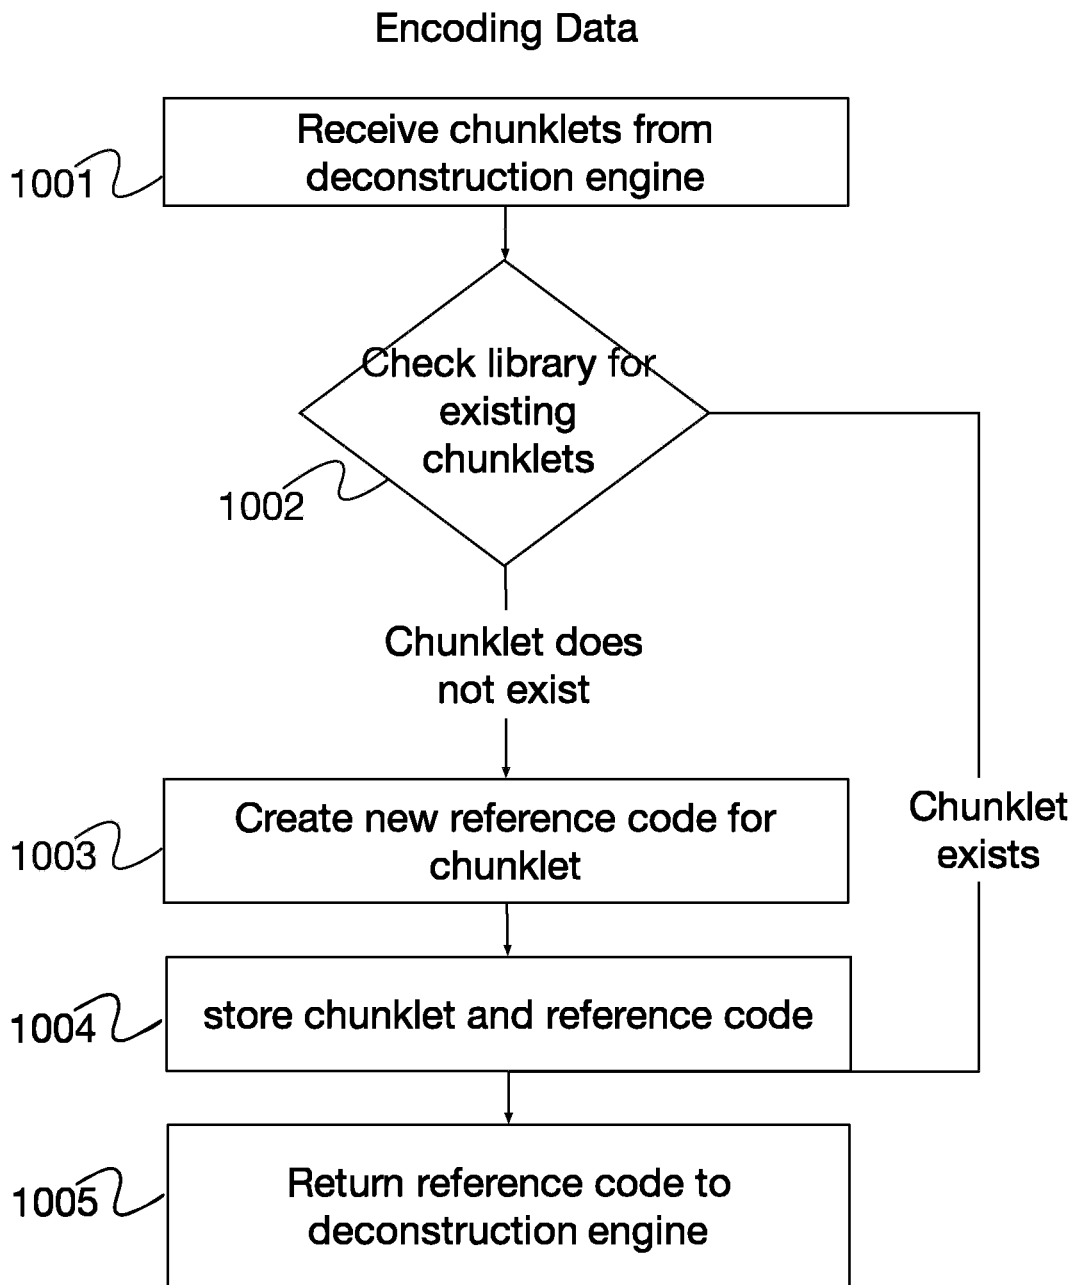 Encoding Data
Receive chunklets from
deconstruction engine
1001
Check library for
existing
chunklets
1002
Chunklet does
not exist
Create new reference code for
chunklet
1003
Chunklet
exists
store chunklet and reference code
1004
Return reference code to
deconstruction engine
1005